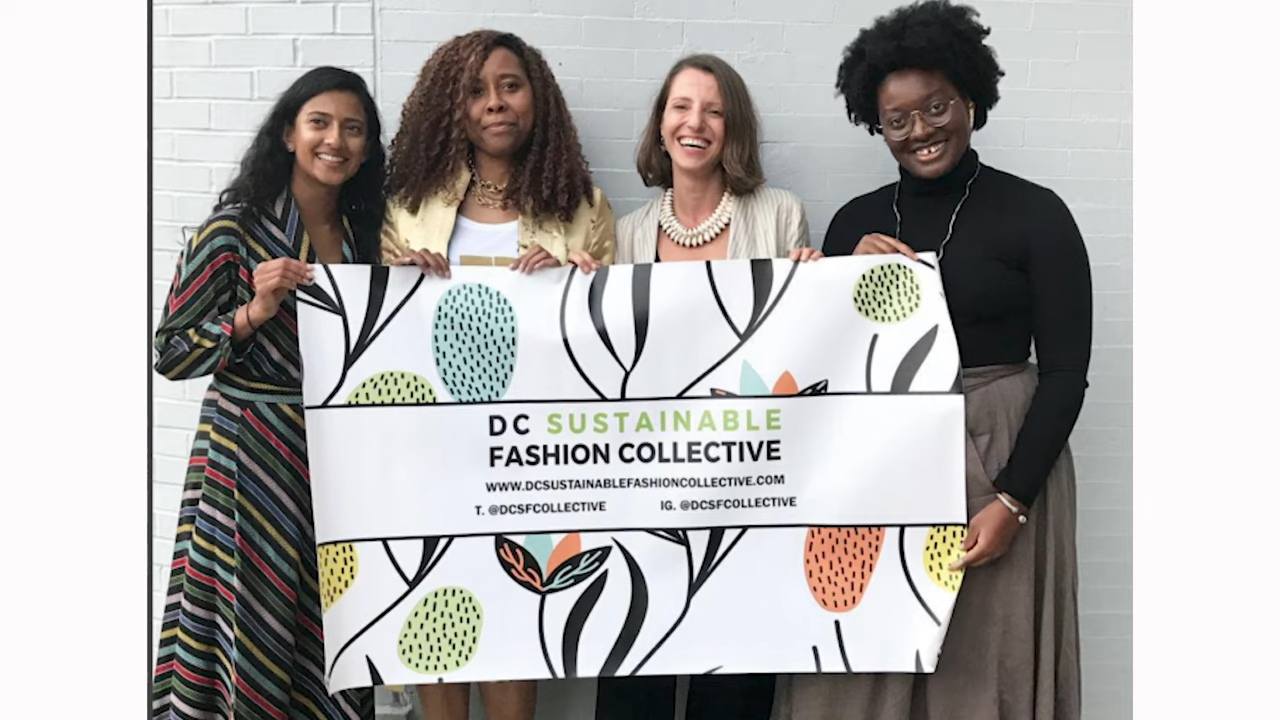 DC SUSTAINABLE
FASHION COLLECTIVE
WWW.DCSUSTAINABLEFASHIONCOLLECTIVE.COM
T. @DCSFCOLLECTIVE IG. @DCSFCOLLECTIVE